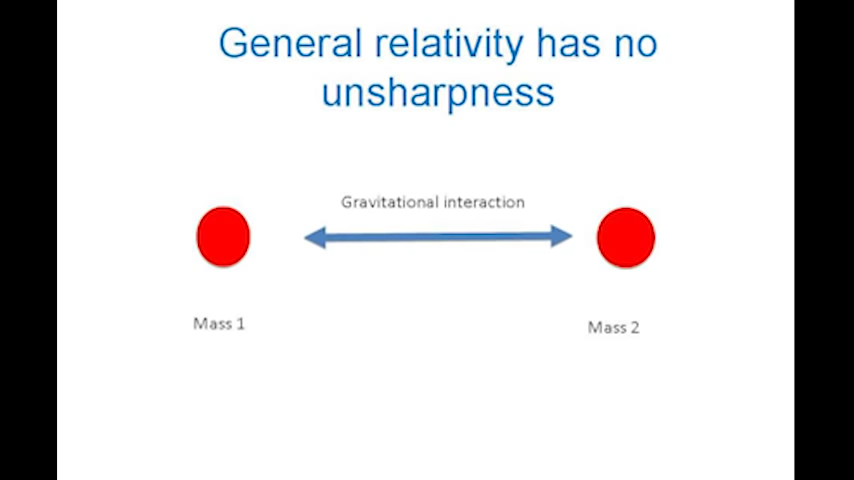 General relativity has no
unsharpness
Gravitational interaction
Mass 1
Mass 2